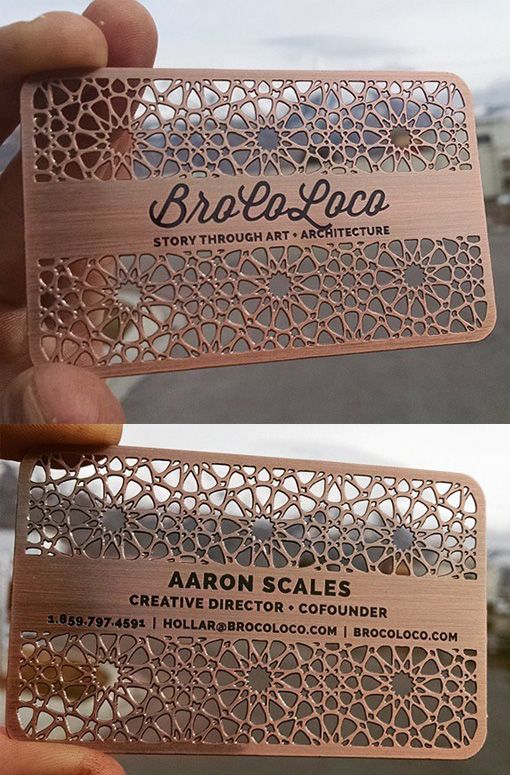 BroCoLoco
STORY THROUGH ART + ARCHITECTURE
AARON SCALES
CREATIVE DIRECTOR + COFOUNDER
1.859.797.4591 | HOLLAR@BROCOLOCO.COM | BROCOLOCO.COM